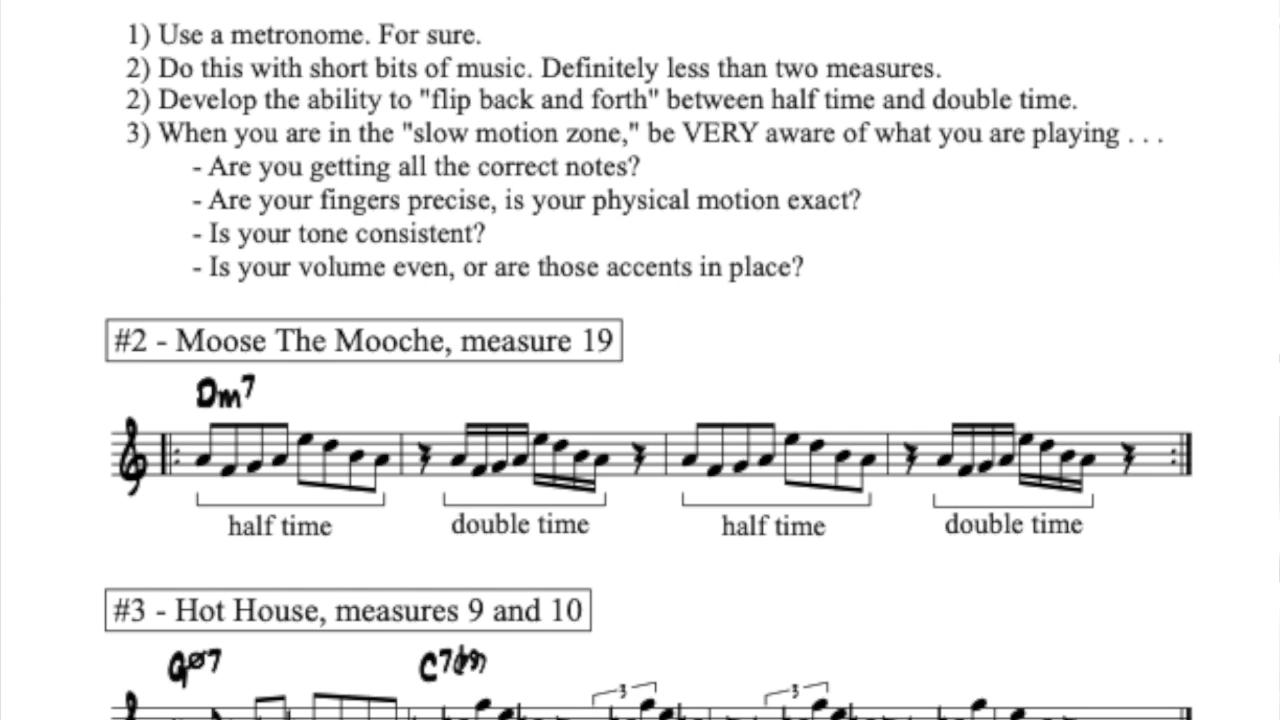 1) Use a metronome. For sure.
2) Do this with short bits of music. Definitely less than two measures.
2) Develop the ability to "flip back and forth" between half time and double time.
3) When you are in the "slow motion zone," be VERY aware of what you are playing . . .
- Are you getting all the correct notes?
- Are your fingers precise, is your physical motion exact?
- Is your tone consistent?
- Is your volume even, or are those accents in place?
#2 - Moose The Mooche, measure 19
Dm7
half time double time half time double time
#3 - Hot House, measures 9 and 10
Gø7 C7♭9
3 3